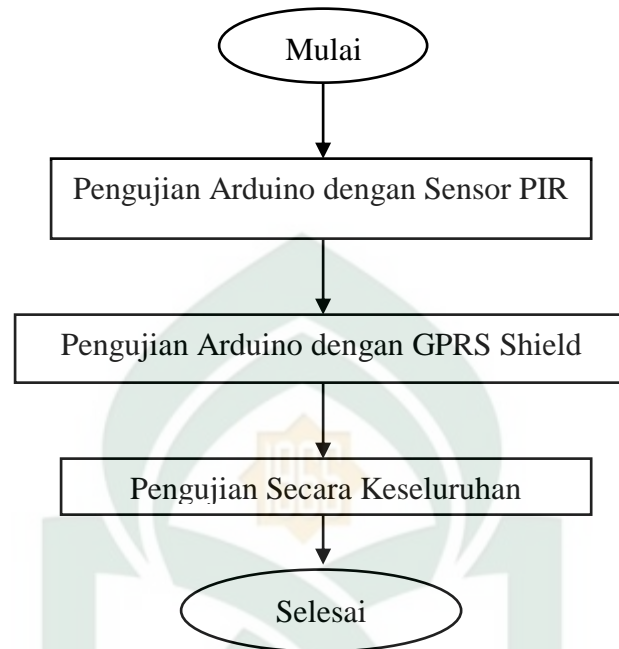 Mulai
Pengujian Arduino dengan Sensor PIR
Pengujian Arduino dengan GPRS Shield
Pengujian Secara Keseluruhan
Selesai